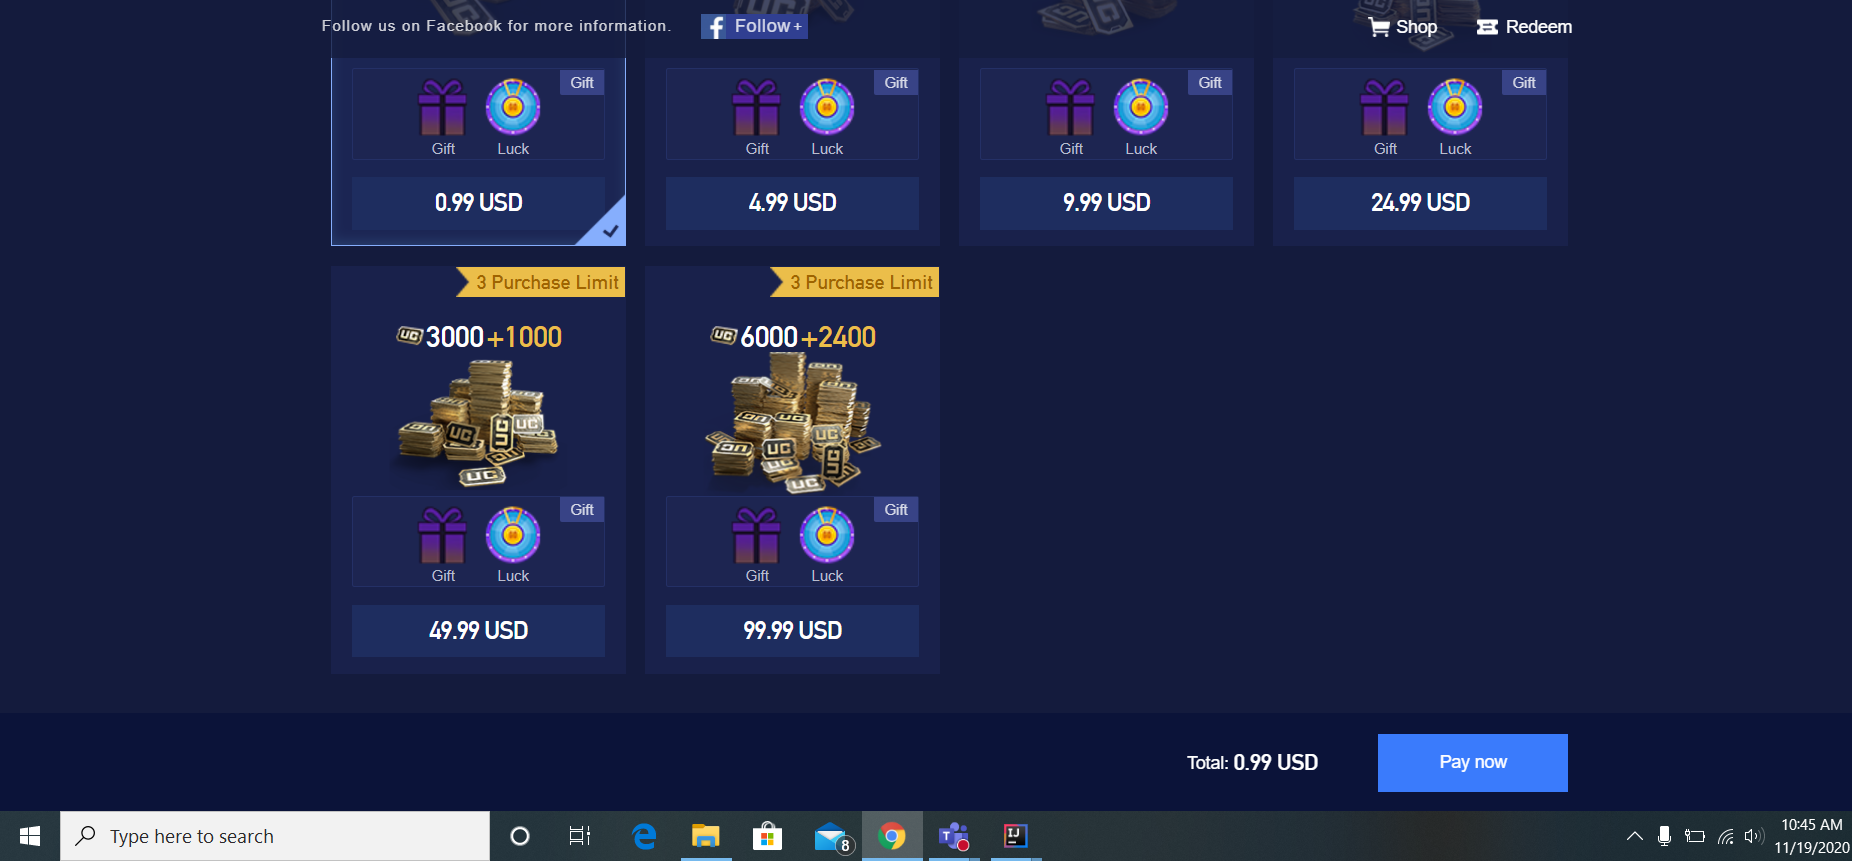 Follow us on Facebook for more information.
Follow+
Shop
Redeem
Gift
Gift
Luck
0.99 USD
Gift
Gift
Luck
4.99 USD
Gift
Gift
Luck
9.99 USD
Gift
Gift
Luck
24.99 USD
3 Purchase Limit
UC 3000+1000
Gift
Gift
Luck
49.99 USD
3 Purchase Limit
UC 6000+2400
Gift
Gift
Luck
99.99 USD
Total: 0.99 USD
Pay now
Type here to search
8
10:45 AM
11/19/2020